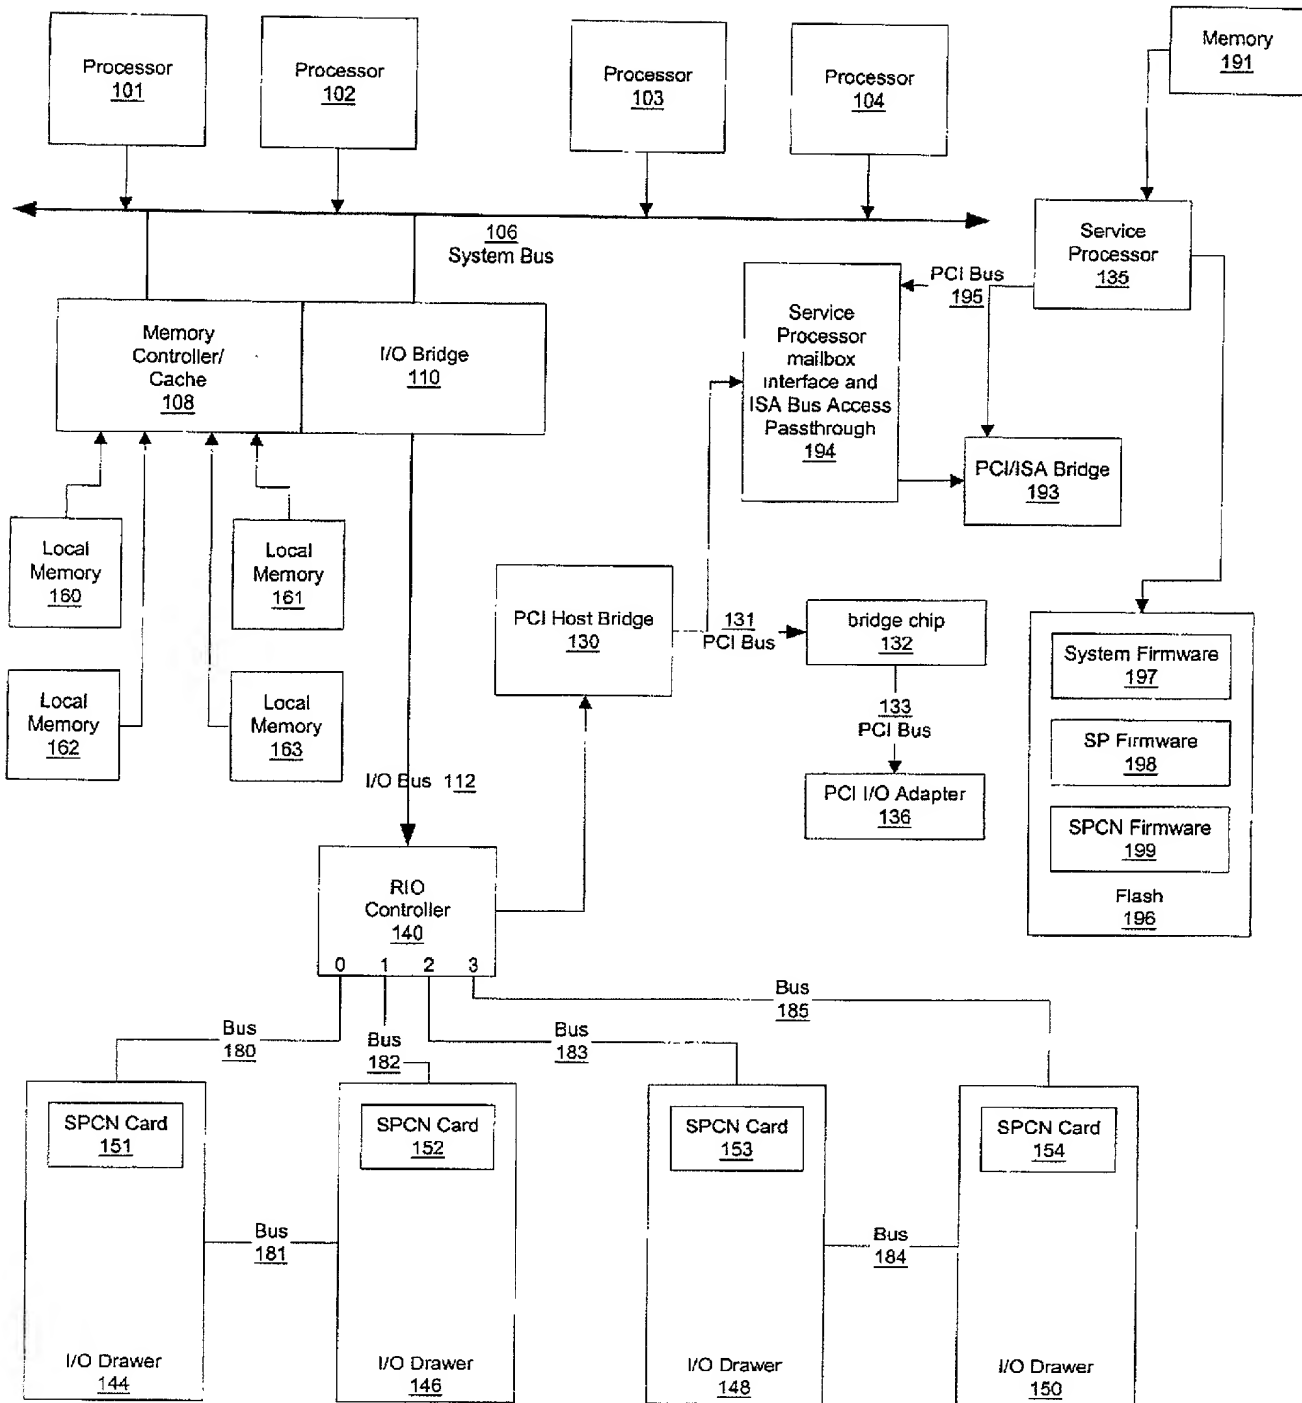 Processor
101
Processor
102
Processor
103
Processor
104
Memory
191
106
System Bus
Service
Processor
135
PCI Bus
195
Memory
Controller/
Cache
108
I/O Bridge
110
Service
Processor
mailbox
interface and
ISA Bus Access
Passthrough
194
PCI/ISA Bridge
193
Local
Memory
160
Local
Memory
161
Local
Memory
162
Local
Memory
163
PCI Host Bridge
130
131
PCI Bus
bridge chip
132
133
PCI Bus
PCI I/O Adapter
136
System Firmware
197
SP Firmware
198
SPCN Firmware
199
Flash
196
I/O Bus 112
RIO
Controller
140
0 1 2 3
Bus
180
Bus
182
Bus
183
Bus
185
SPCN Card
151
SPCN Card
152
SPCN Card
153
SPCN Card
154
Bus
181
Bus
184
I/O Drawer
144
I/O Drawer
146
I/O Drawer
148
I/O Drawer
150